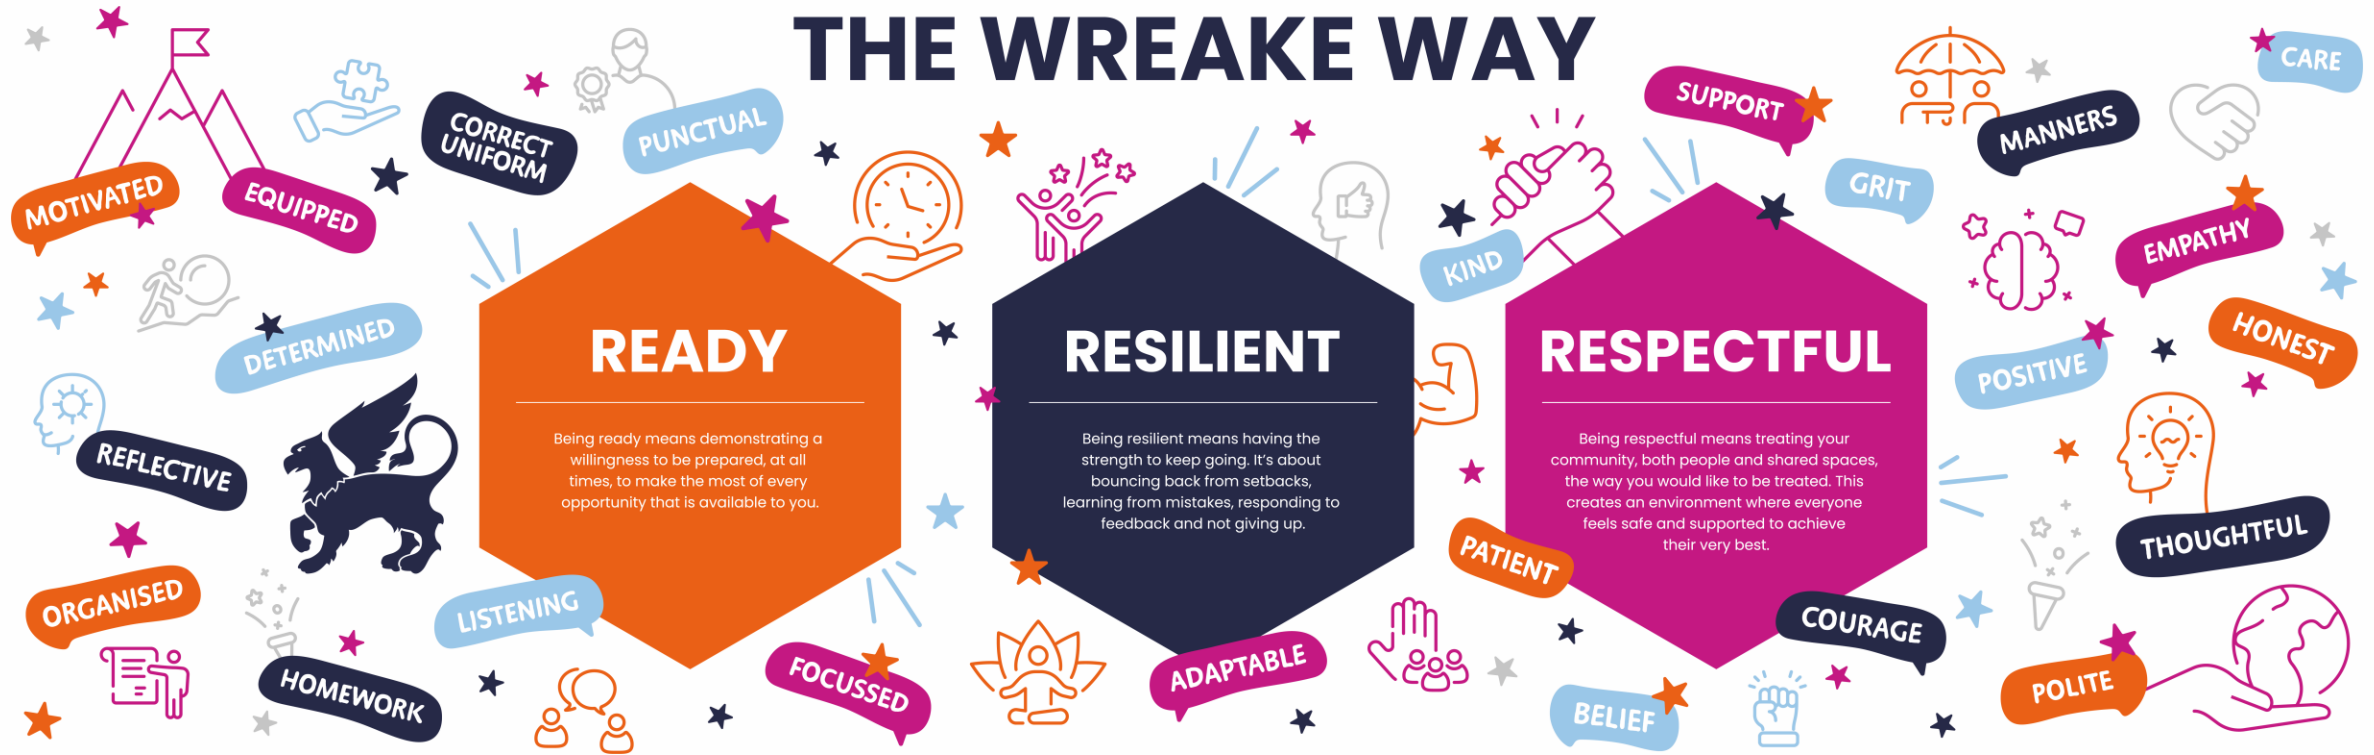 THE WREAKE WAY
MOTIVATED
EQUIPPED
CORRECT
UNIFORM
PUNCTUAL
DETERMINED
REFLECTIVE
ORGANISED
HOMEWORK
LISTENING
READY
Being ready means demonstrating a
willingness to be prepared, at all
times, to make the most of every
opportunity that is available to you.
FOCUSSED
RESILIENT
Being resilient means having the
strength to keep going. It's about
bouncing back from setbacks,
learning from mistakes, responding to
feedback and not giving up.
ADAPTABLE
KIND
PATIENT
BELIEF
SUPPORT
RESPECTFUL
Being respectful means treating your
community, both people and shared spaces,
the way you would like to be treated. This
creates an environment where everyone
feels safe and supported to achieve
their very best.
COURAGE
GRIT
MANNERS
CARE
EMPATHY
HONEST
POSITIVE
THOUGHTFUL
POLITE